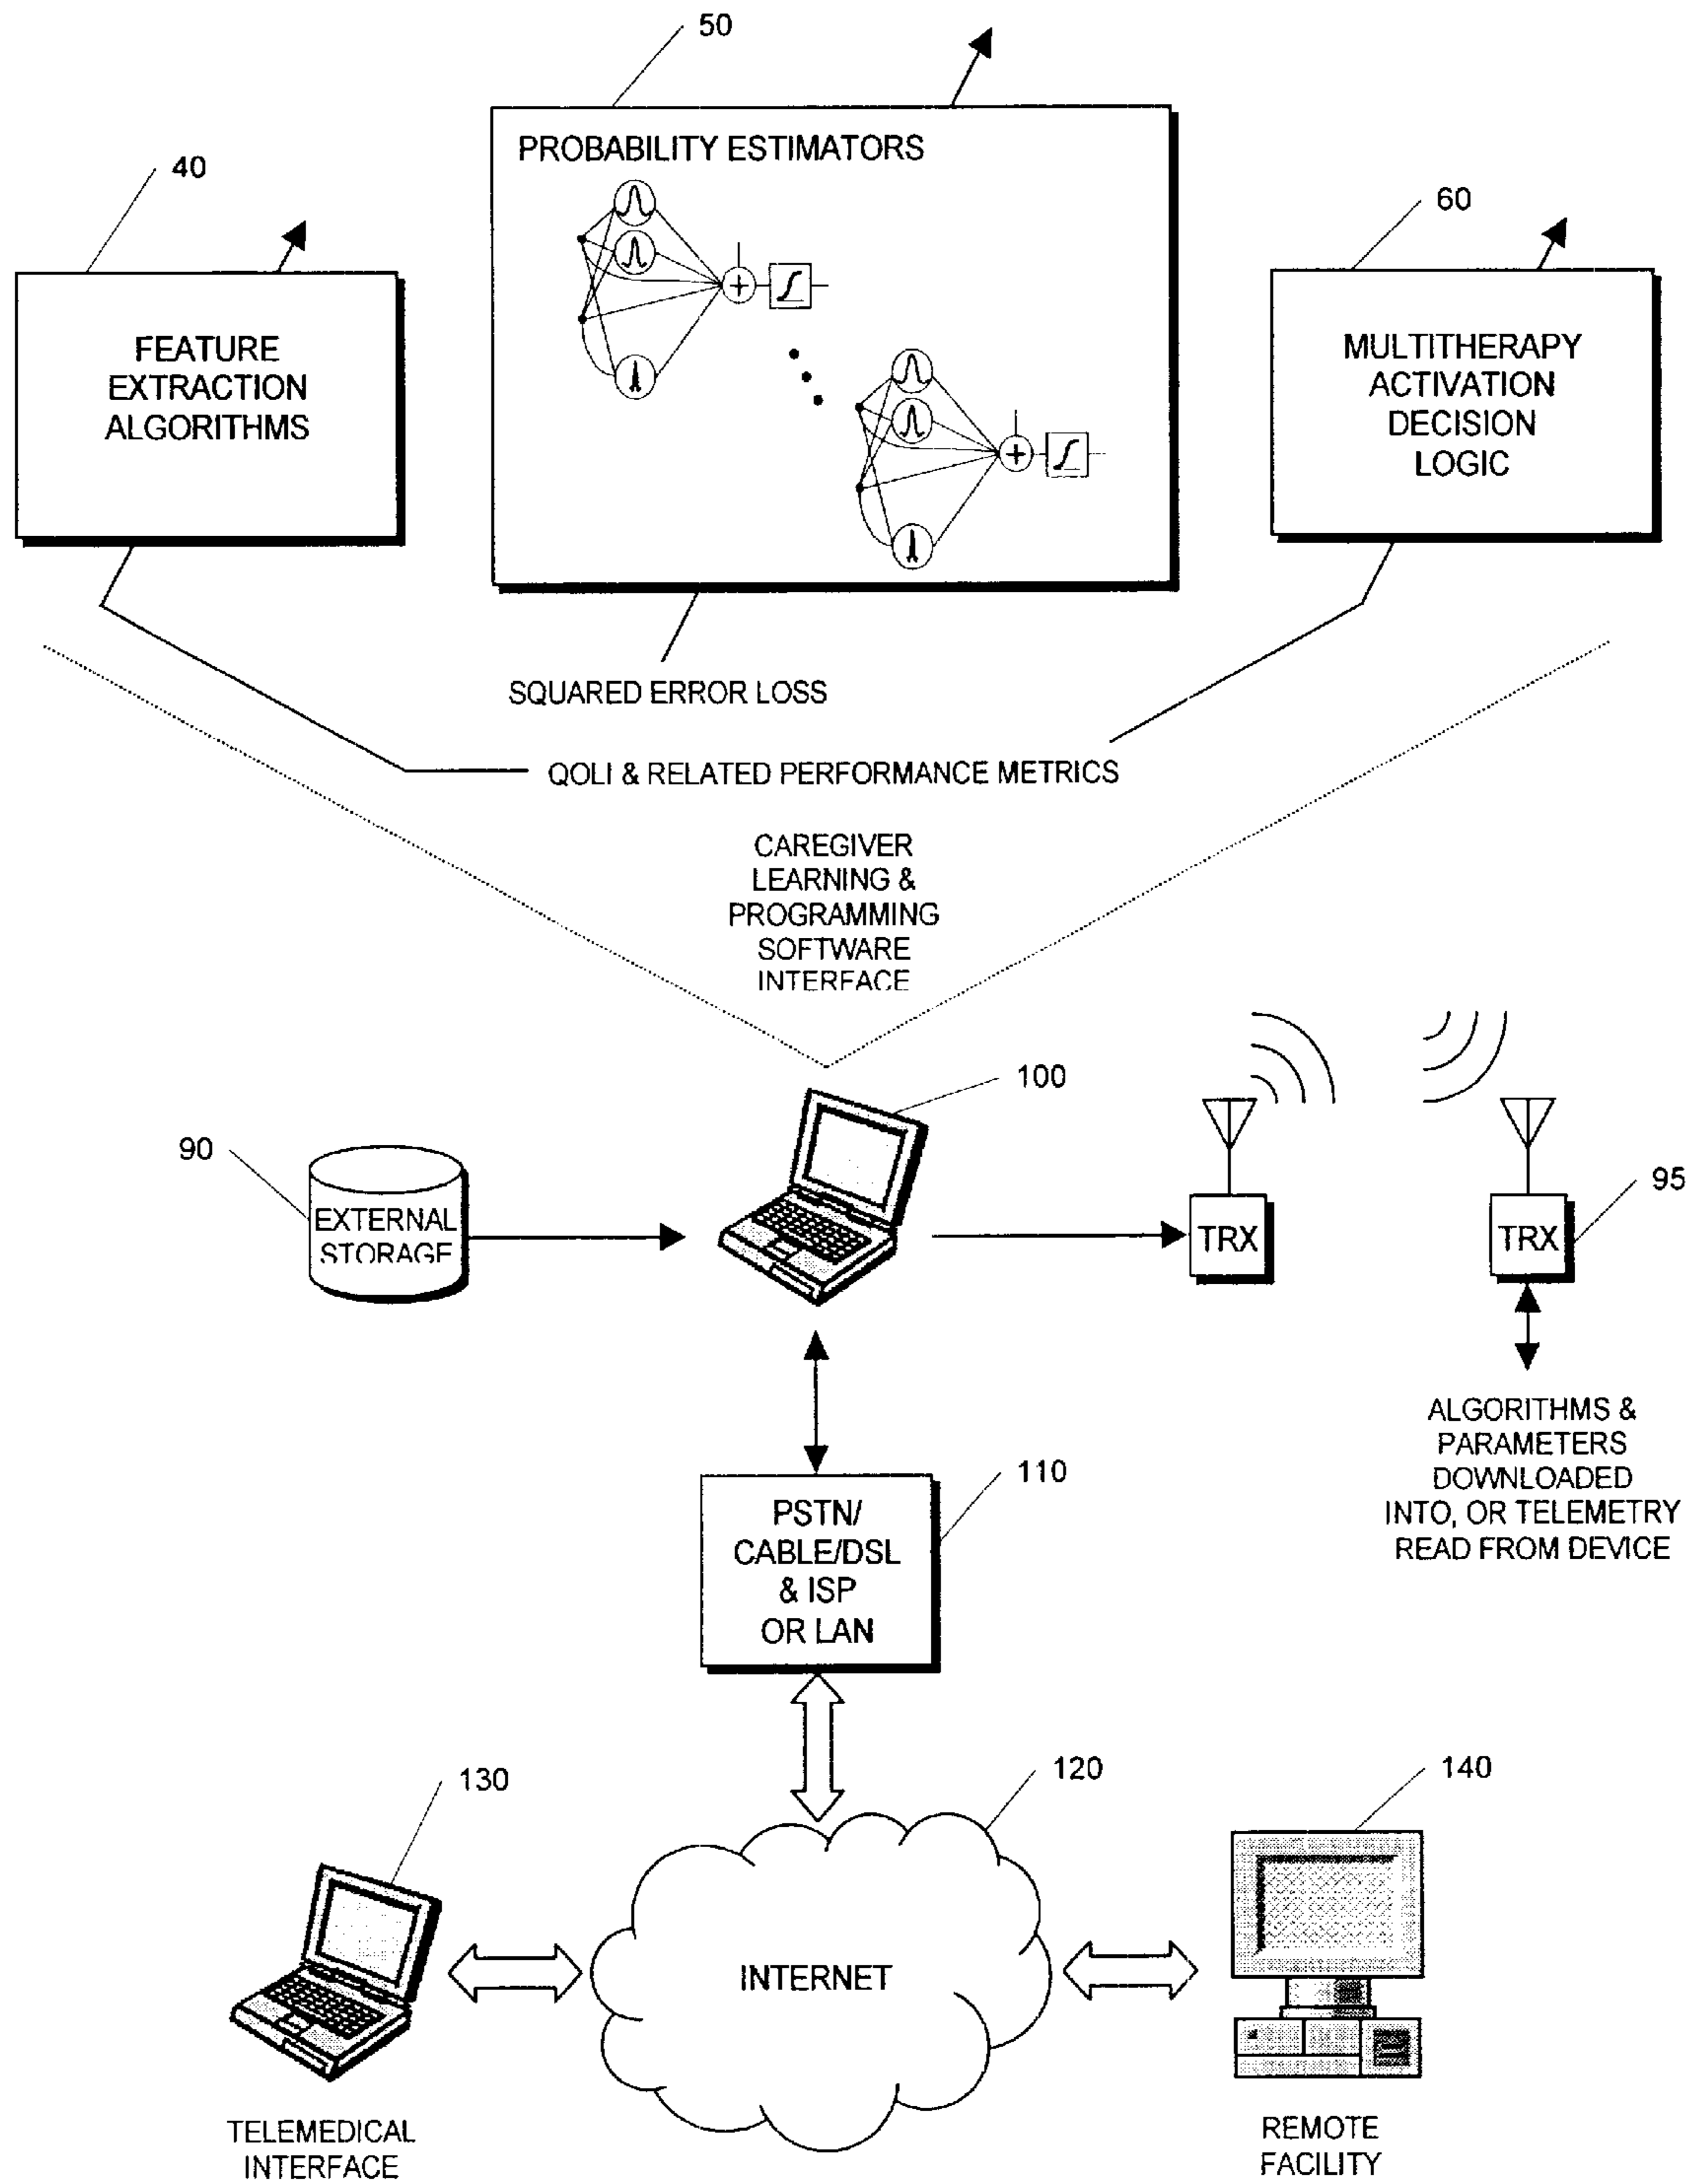 50
PROBABILITY ESTIMATORS
40
60
FEATURE
EXTRACTION
ALGORITHMS
MULTITHERAPY
ACTIVATION
DECISION
LOGIC
SQUARED ERROR LOSS
QOLI & RELATED PERFORMANCE METRICS
CAREGIVER
LEARNING &
PROGRAMMING
SOFTWARE
INTERFACE
100
90
95
EXTERNAL
STORAGE
TRX
TRX
ALGORITHMS &
PARAMETERS
DOWNLOADED
INTO, OR TELEMETRY
READ FROM DEVICE
110
PSTN/
CABLE/DSL
& ISP
OR LAN
130
120
140
INTERNET
TELEMEDICAL
INTERFACE
REMOTE
FACILITY